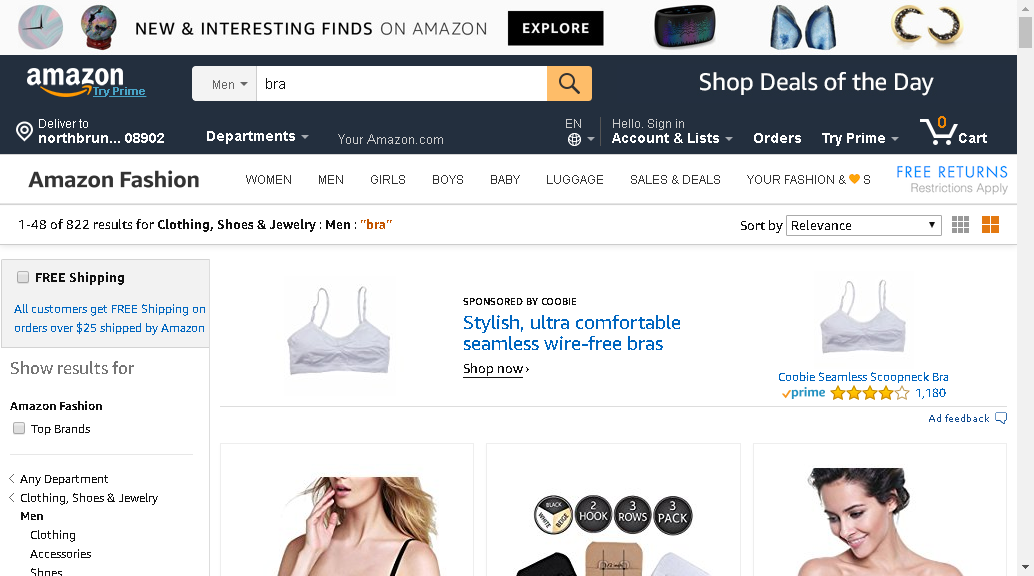 NEW & INTERESTING FINDS ON AMAZON
EXPLORE
amazon
Try Prime
Men
bra
Shop Deals of the Day
Deliver to
northbrun... 08902
Departments
Your Amazon.com
EN
Hello. Sign in
Account & Lists
Orders
Try Prime
0
Cart
Amazon Fashion
WOMEN
MEN
GIRLS
BOYS
BABY
LUGGAGE
SALES & DEALS
YOUR FASHION & S
FREE RETURNS
Restrictions Apply
1-48 of 822 results for Clothing, Shoes & Jewelry : Men : "bra"
Sort by Relevance
FREE Shipping
All customers get FREE Shipping on
orders over $25 shipped by Amazon
Show results for
Amazon Fashion
Top Brands
Any Department
Clothing, Shoes & Jewelry
Men
Clothing
Accessories
Shoes
SPONSORED BY COOBIE
Stylish, ultra comfortable
seamless wire-free bras
Shop now ›
Coobie Seamless Scoopneck Bra
prime 1,180
Ad feedback
BLACK
WHITE
BEIGE
2
HOOK
3
ROWS
3
PACK